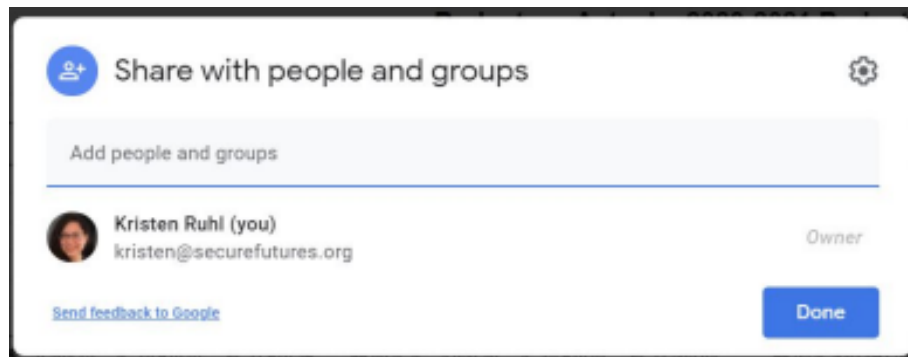 Share with people and groups
Add people and groups
Kristen Ruhl (you)
kristen@securefutures.org
Owner
Send feedback to Google
Done